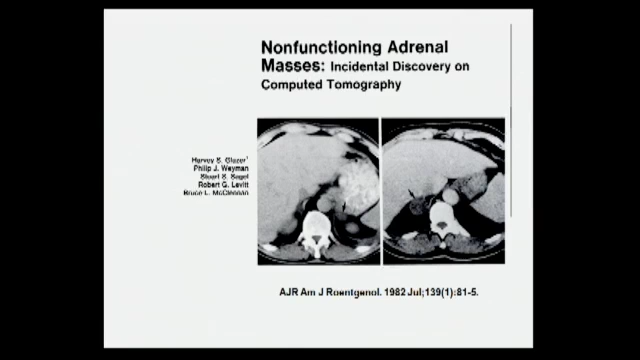 Nonfunctioning Adrenal
Masses: Incidental Discovery on
Computed Tomography
Harvey S. Glazer¹
Philip J. Weyman
Stuart S. Sagel
Robert G. Levitt
Bruce L. McClennan
AJR Am J Roentgenol. 1982 Jul;139(1):81-5.